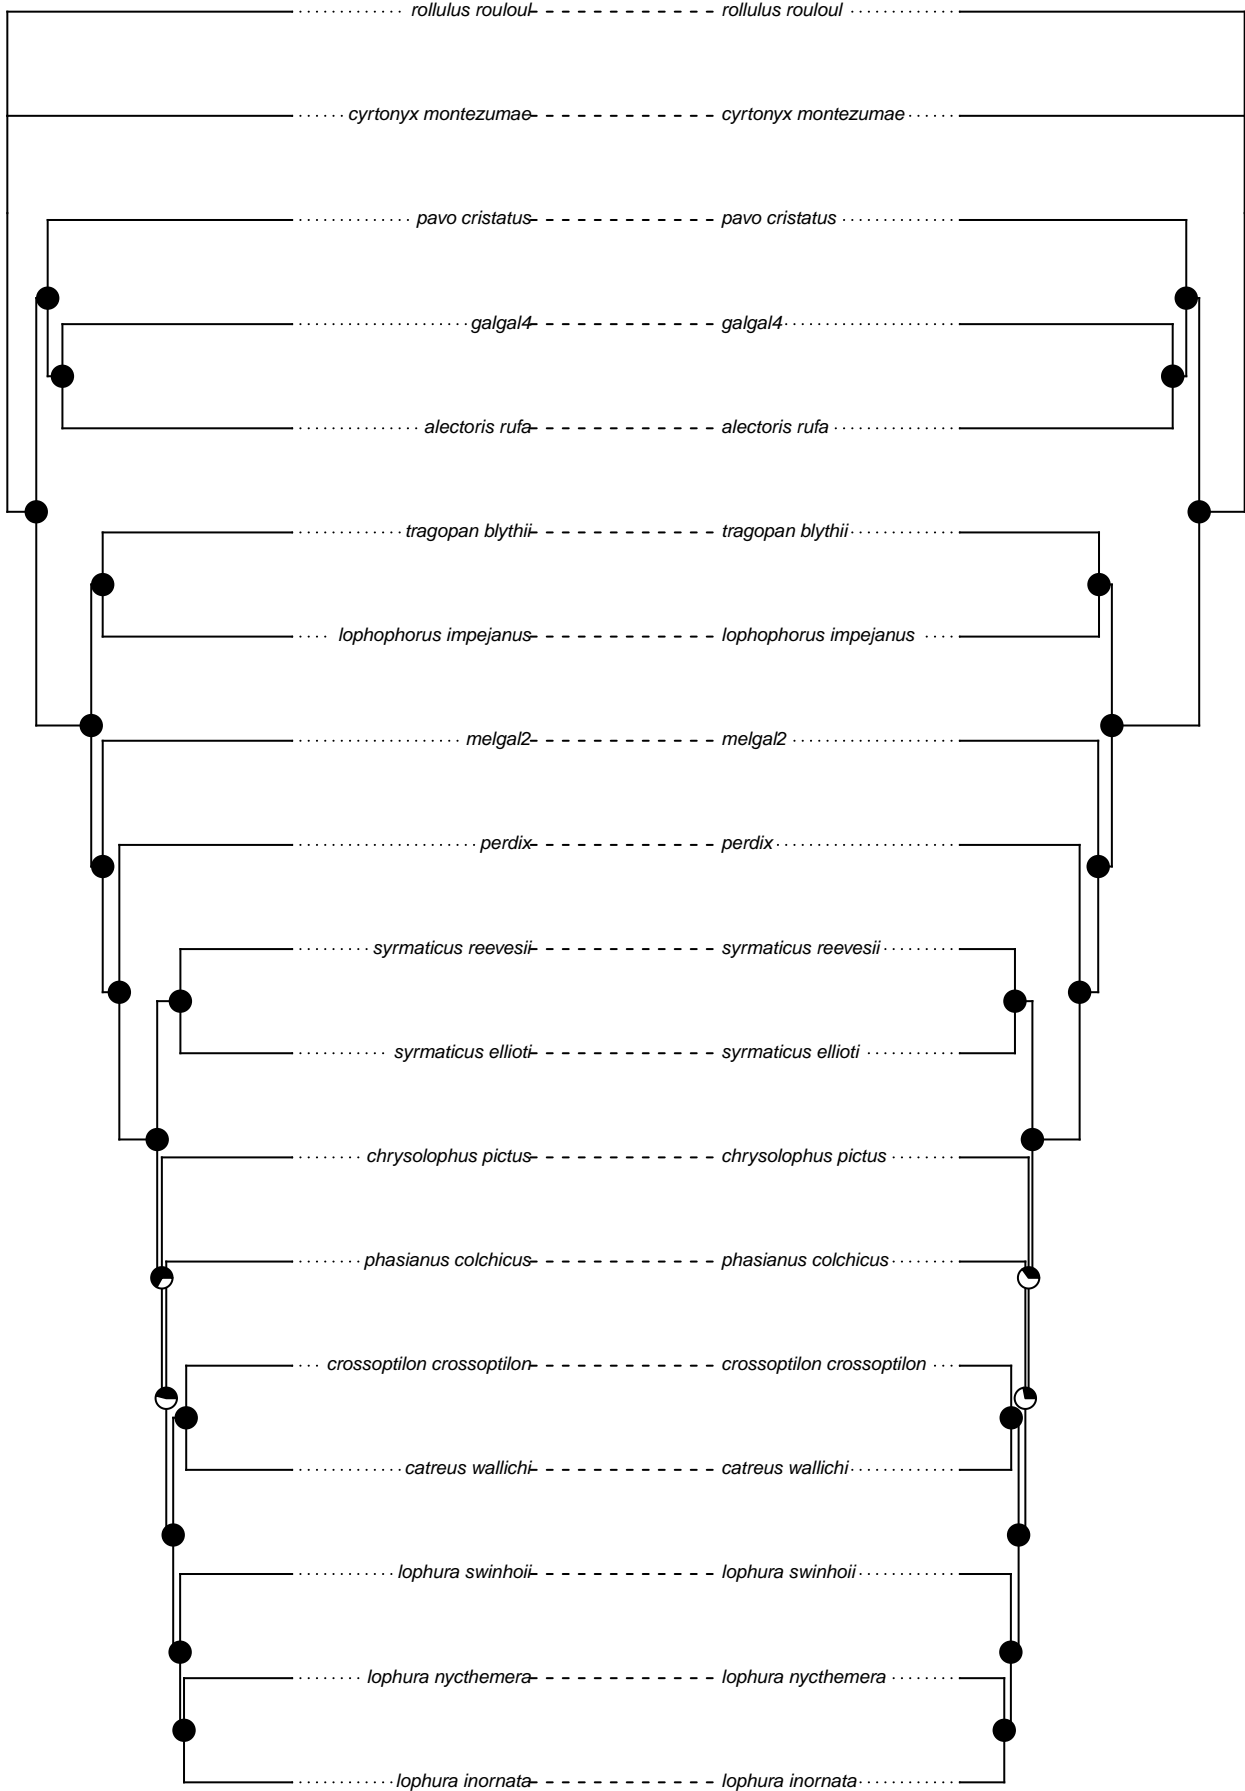 rollulus rouloul rollulus rouloul
cyrtonyx montezumae cyrtonyx montezumae
pavo cristatus pavo cristatus
galgal4 galgal4
alectoris rufa alectoris rufa
tragopan blythii tragopan blythii
lophophorus impejanus lophophorus impejanus
melgal2 melgal2
perdix perdix
syrmaticus reevesii syrmaticus reevesii
syrmaticus ellioti syrmaticus ellioti
chrysolophus pictus chrysolophus pictus
phasianus colchicus phasianus colchicus
crossoptilon crossoptilon crossoptilon crossoptilon
catreus wallichi catreus wallichi
lophura swinhoii lophura swinhoii
lophura nycthemera lophura nycthemera
lophura inornata lophura inornata